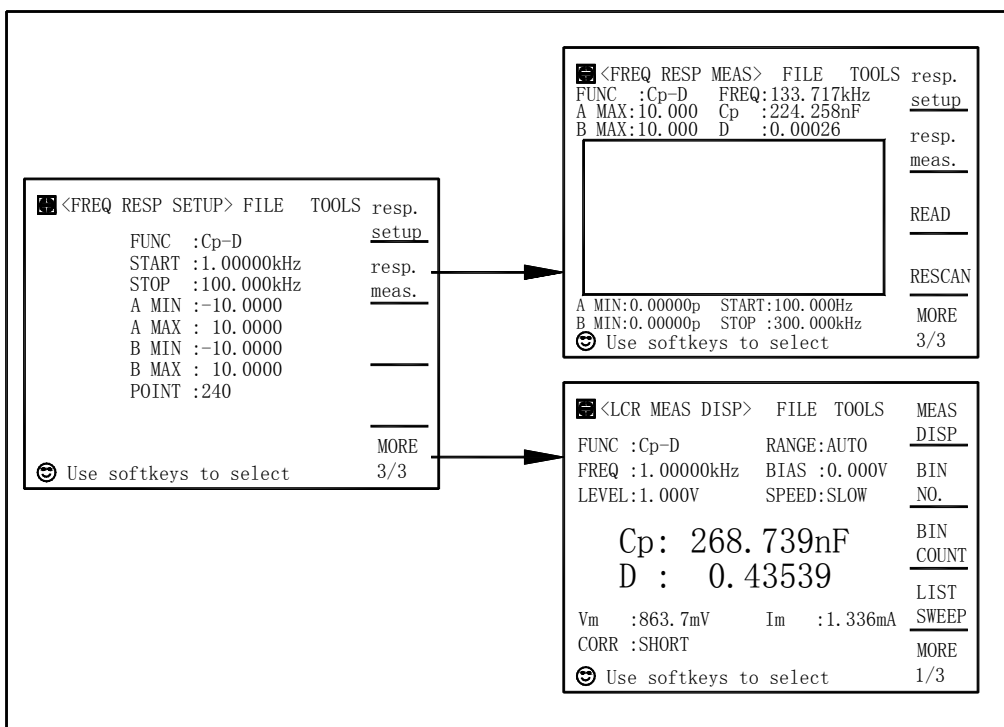 <FREQ RESP SETUP> FILE TOOLS
resp.
setup
FUNC :Cp-D
START :1.00000kHz
STOP :100.000kHz
A MIN :-10.0000
A MAX : 10.0000
B MIN :-10.0000
B MAX : 10.0000
POINT :240
resp.
meas.
MORE
3/3
Use softkeys to select
<FREQ RESP MEAS> FILE TOOLS
resp.
setup
FUNC :Cp-D FREQ:133.717kHz
A MAX:10.000 Cp :224.258nF
B MAX:10.000 D :0.00026
resp.
meas.
READ
RESCAN
A MIN:0.00000p START:100.000Hz
B MIN:0.00000p STOP :300.000kHz
MORE
3/3
Use softkeys to select
<LCR MEAS DISP> FILE TOOLS
MEAS
DISP
FUNC :Cp-D RANGE:AUTO
FREQ :1.00000kHz BIAS :0.000V
LEVEL:1.000V SPEED:SLOW
BIN
NO.
Cp: 268.739nF
D : 0.43539
BIN
COUNT
LIST
SWEEP
Vm :863.7mV Im :1.336mA
CORR :SHORT
MORE
1/3
Use softkeys to select